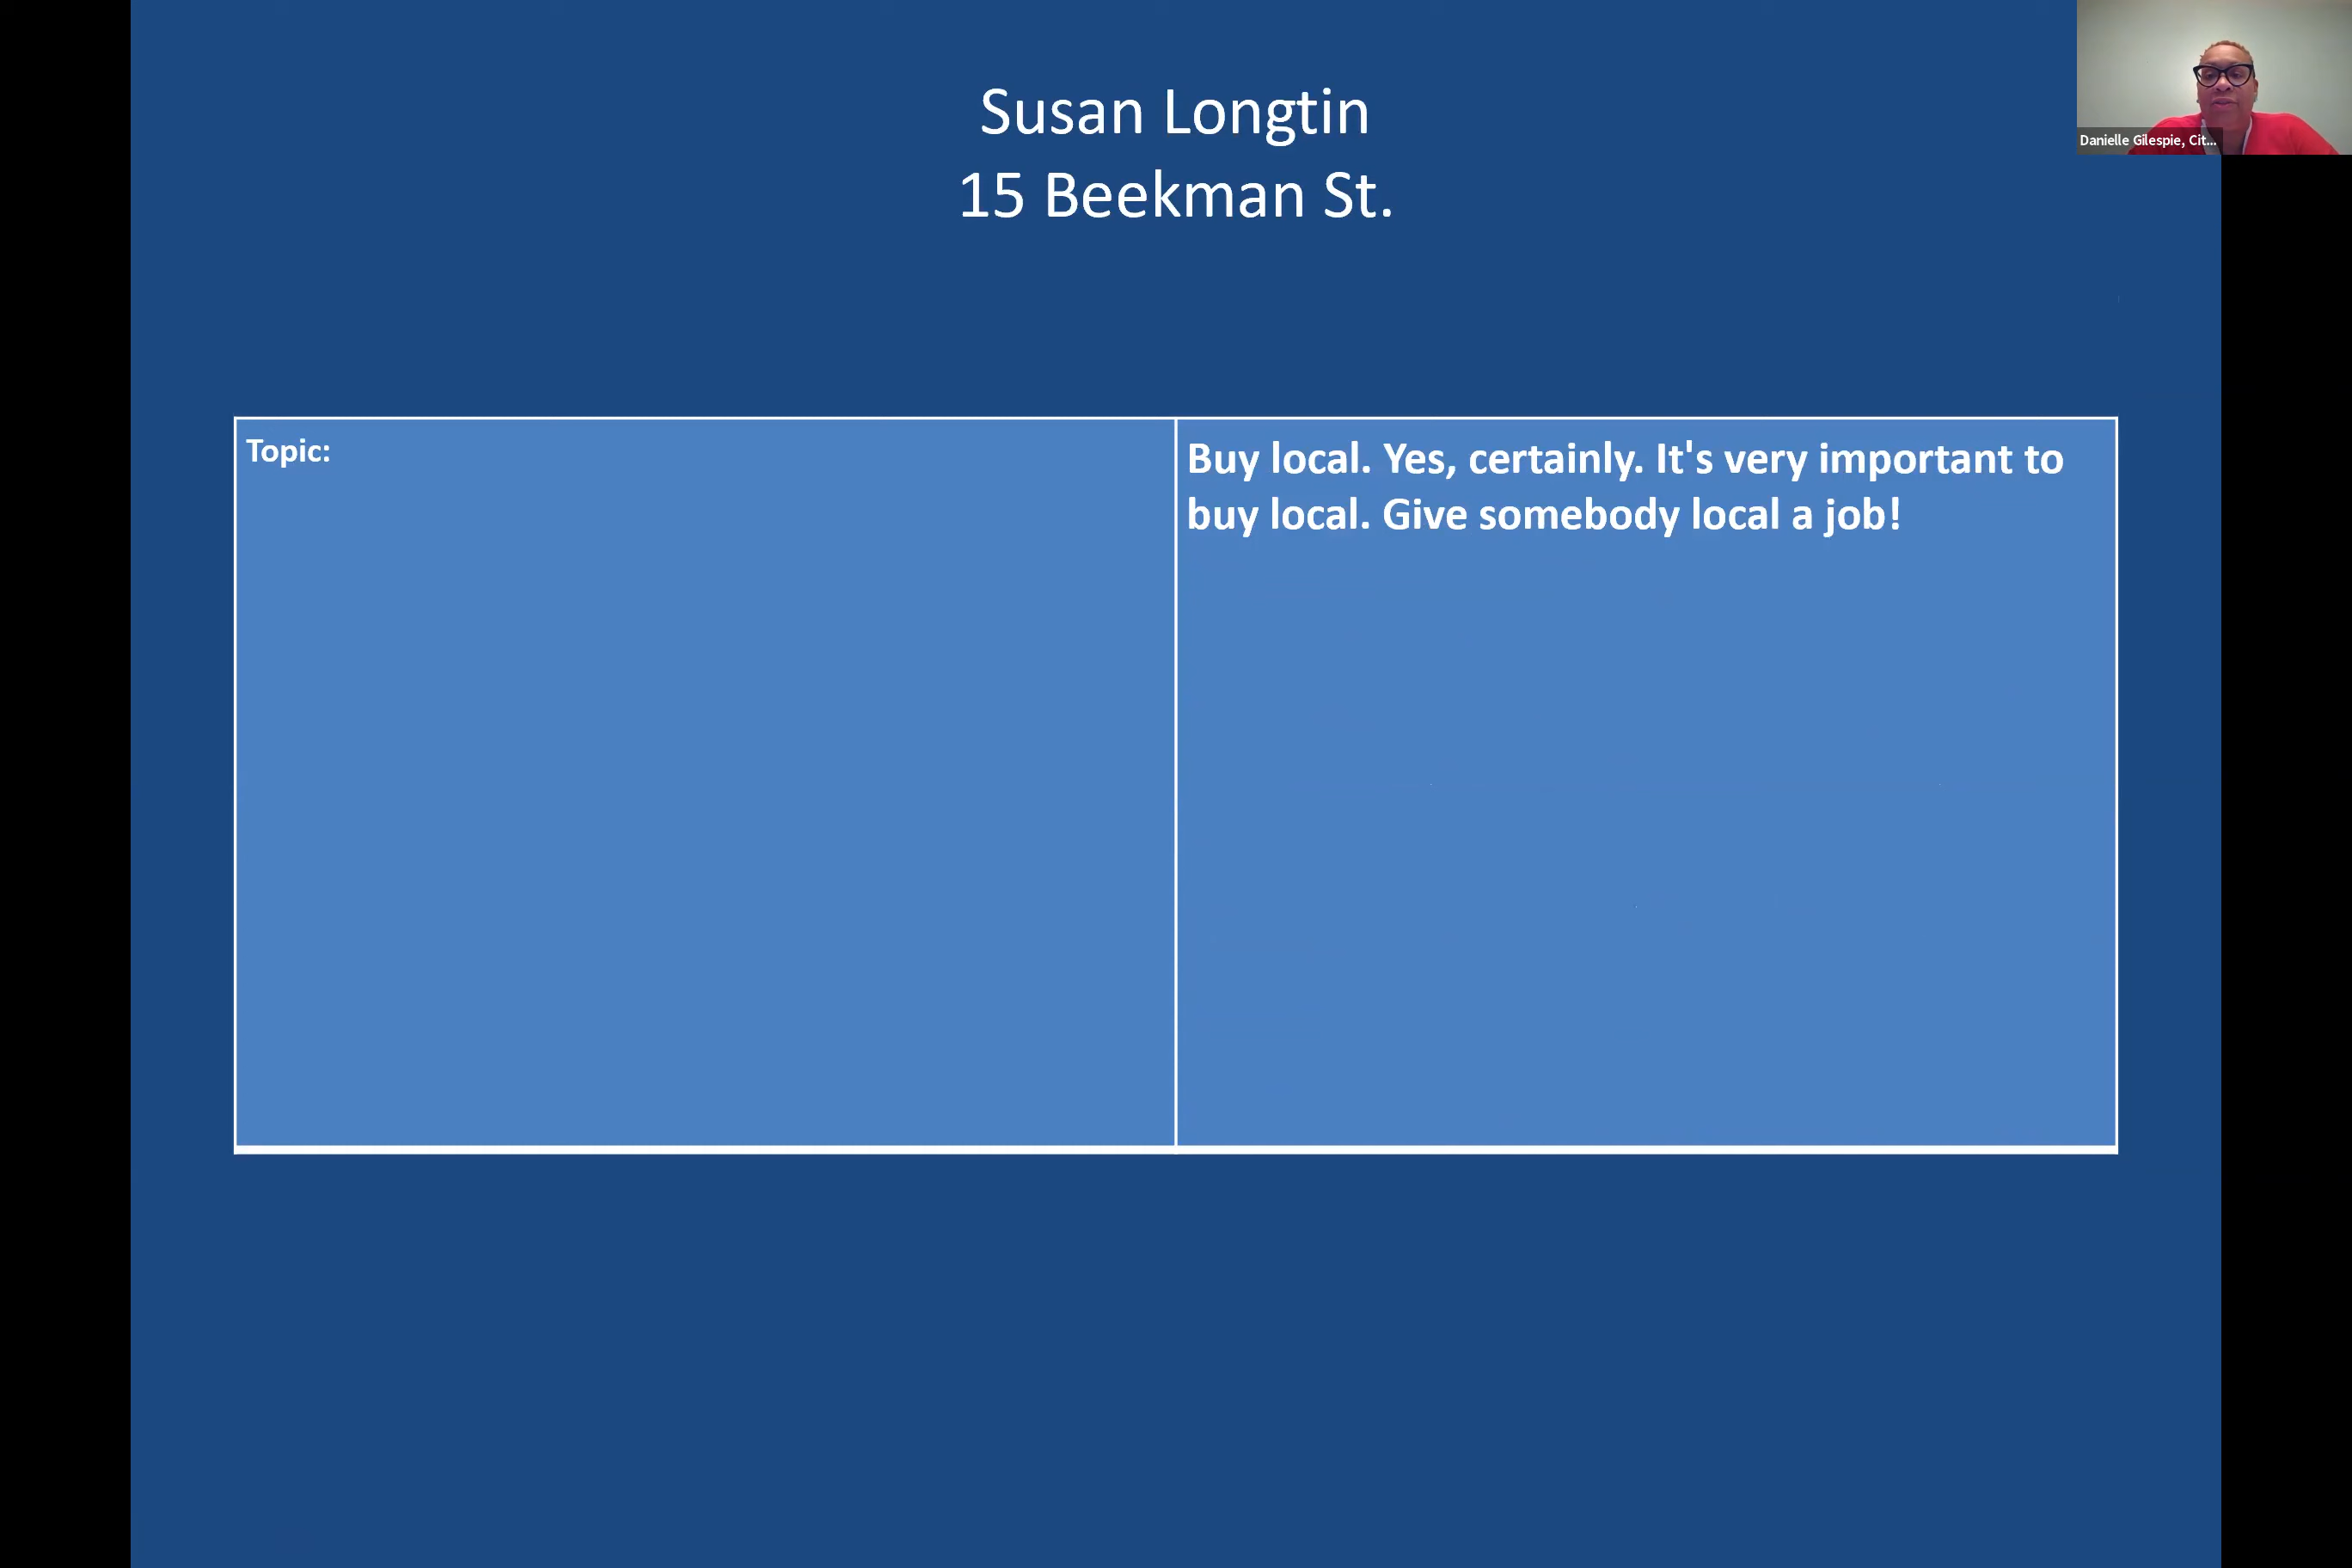 Susan Longtin
15 Beekman St.
Danielle Gilespie, Cit...
Topic:
Buy local. Yes, certainly. It's very important to
buy local. Give somebody local a job!